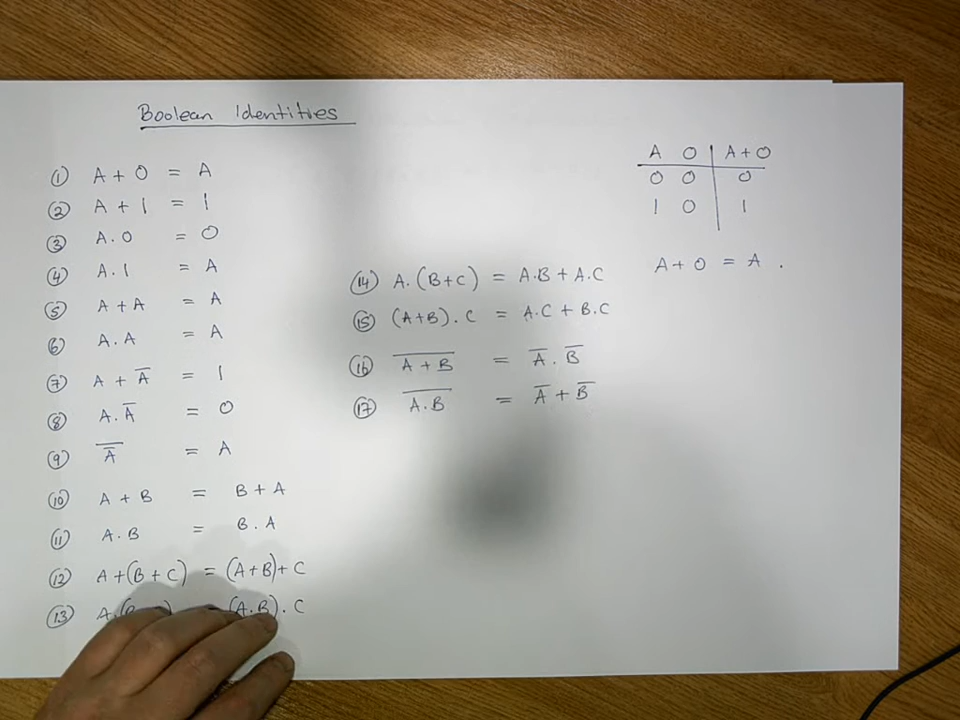 Boolean Identities
① A + 0 = A
② A + 1 = 1
③ A . 0 = 0
④ A . 1 = A
⑤ A + A = A
⑥ A . A = A
⑦ A + A̅ = 1
⑧ A . A̅ = 0
⑨ A̿ = A
⑩ A + B = B + A
⑪ A . B = B . A
⑫ A + (B + C) = (A + B) + C
⑬ A . (B ) = (A . B) . C
⑭ A . (B + C) = A . B + A . C
⑮ (A + B) . C = A . C + B . C
⑯ A̅ ̅+̅ ̅B̅ = A̅ . B̅
⑰ A̅ ̅.̅ ̅B̅ = A̅ + B̅
A 0 | A + 0
0 0 | 0
1 0 | 1
A + 0 = A .